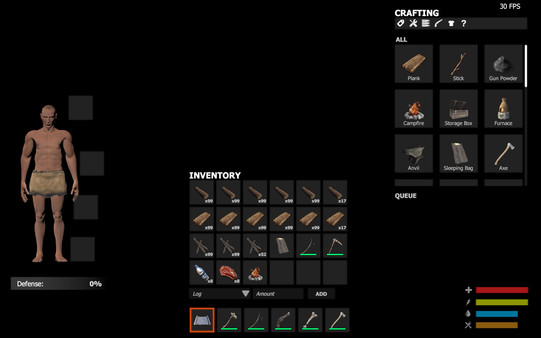 30 FPS
CRAFTING
ALL
Plank
Stick
Gun Powder
Campfire
Storage Box
Furnace
Anvil
Sleeping Bag
Axe
QUEUE
INVENTORY
x99 x99 x99 x99 x99 x17
x99 x99 x99 x99 x99 x17
x99 x99 x52
x8 x8
Log Amount ADD
Defense: 0%